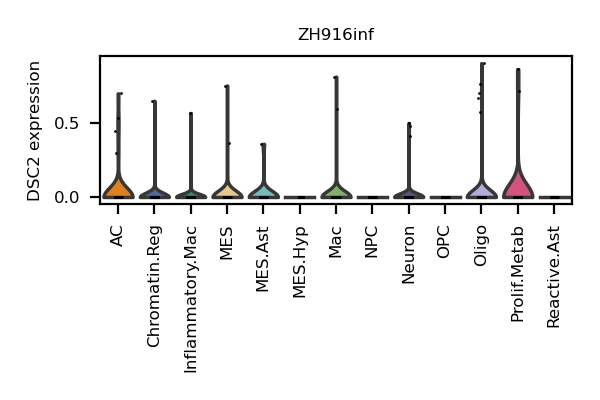 ZH916inf
DSC2 expression
0.5
0.0
AC
Chromatin.Reg
Inflammatory.Mac
MES
MES.Ast
MES.Hyp
Mac
NPC
Neuron
OPC
Oligo
Prolif.Metab
Reactive.Ast